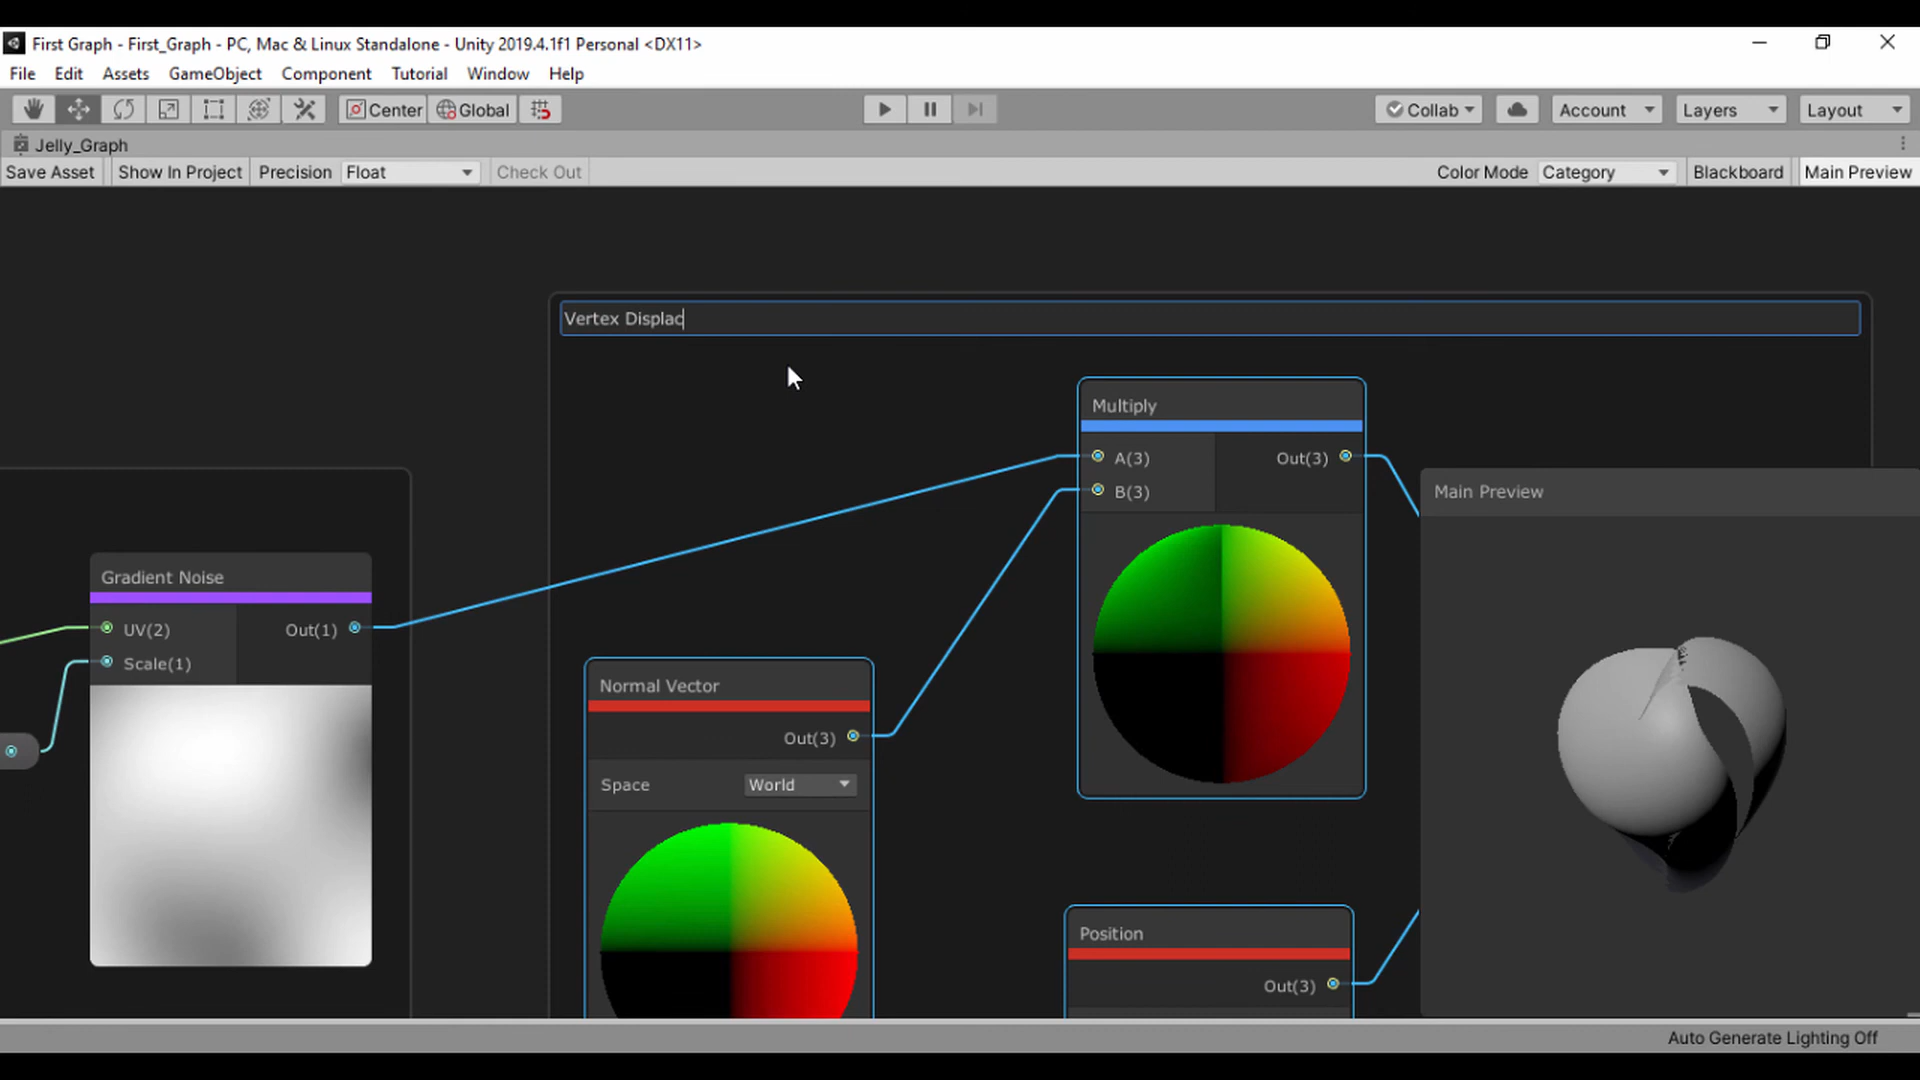 First Graph - First_Graph - PC, Mac & Linux Standalone - Unity 2019.4.1f1 Personal <DX11>
File Edit Assets GameObject Component Tutorial Window Help
Center Global Collab Account Layers Layout
Jelly_Graph
Save Asset Show In Project Precision Float Check Out Color Mode Category Blackboard Main Preview
Vertex Displac
Multiply
A(3) Out(3)
B(3)
Main Preview
Gradient Noise
UV(2) Out(1)
Scale(1)
Normal Vector
Out(3)
Space World
Position
Out(3)
Auto Generate Lighting Off